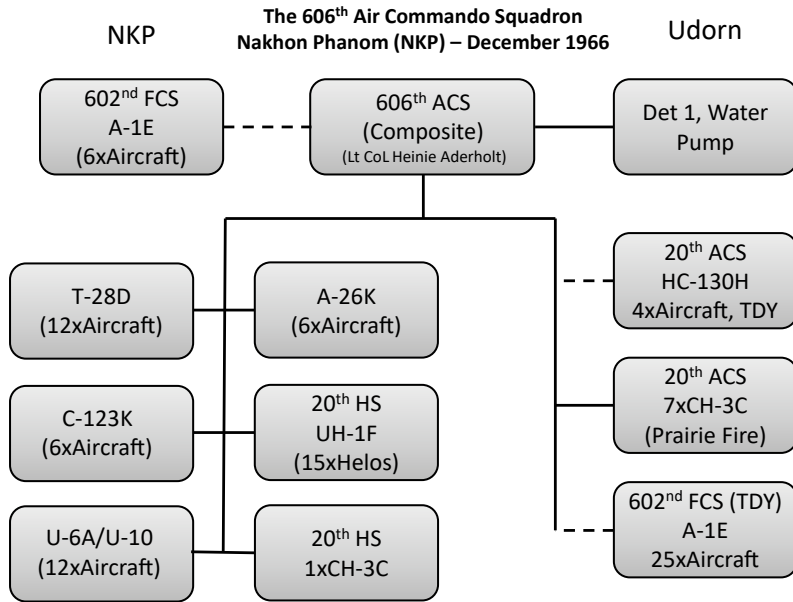 NKP
The 606th Air Commando Squadron
Nakhon Phanom (NKP) – December 1966
Udorn
602nd FCS
A-1E
(6xAircraft)
606th ACS
(Composite)
(Lt CoL Heinie Aderholt)
Det 1, Water
Pump
T-28D
(12xAircraft)
A-26K
(6xAircraft)
20th ACS
HC-130H
4xAircraft, TDY
C-123K
(6xAircraft)
20th HS
UH-1F
(15xHelos)
20th ACS
7xCH-3C
(Prairie Fire)
U-6A/U-10
(12xAircraft)
20th HS
1xCH-3C
602nd FCS (TDY)
A-1E
25xAircraft